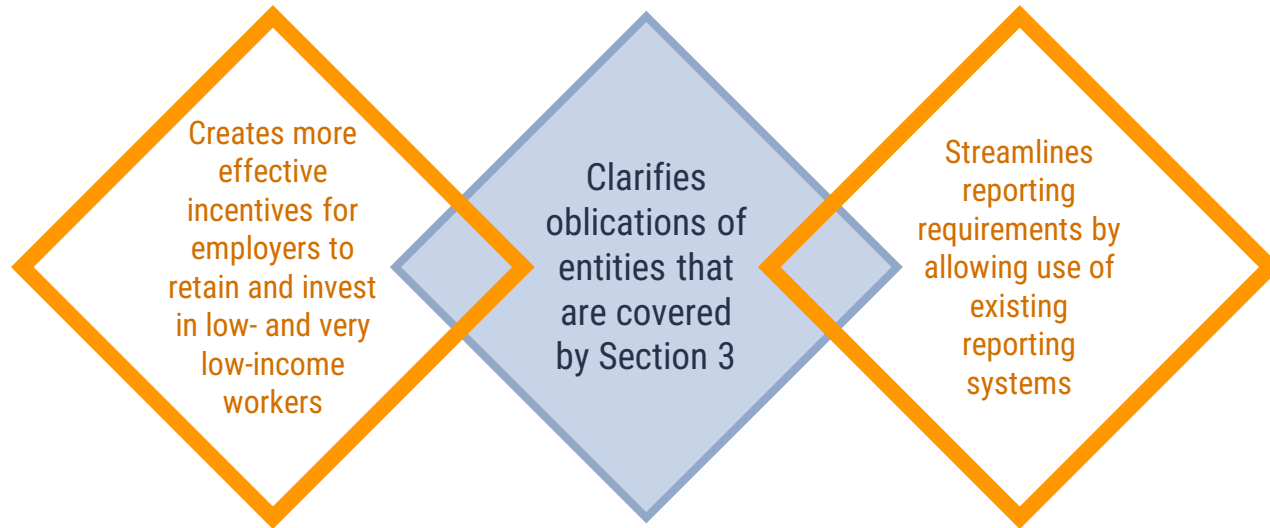 Creates more
effective
incentives for
employers to
retain and invest
in low- and very
low-income
workers
Clarifies
oblications of
entities that
are covered
by Section 3
Streamlines
reporting
requirements by
allowing use of
existing
reporting
systems